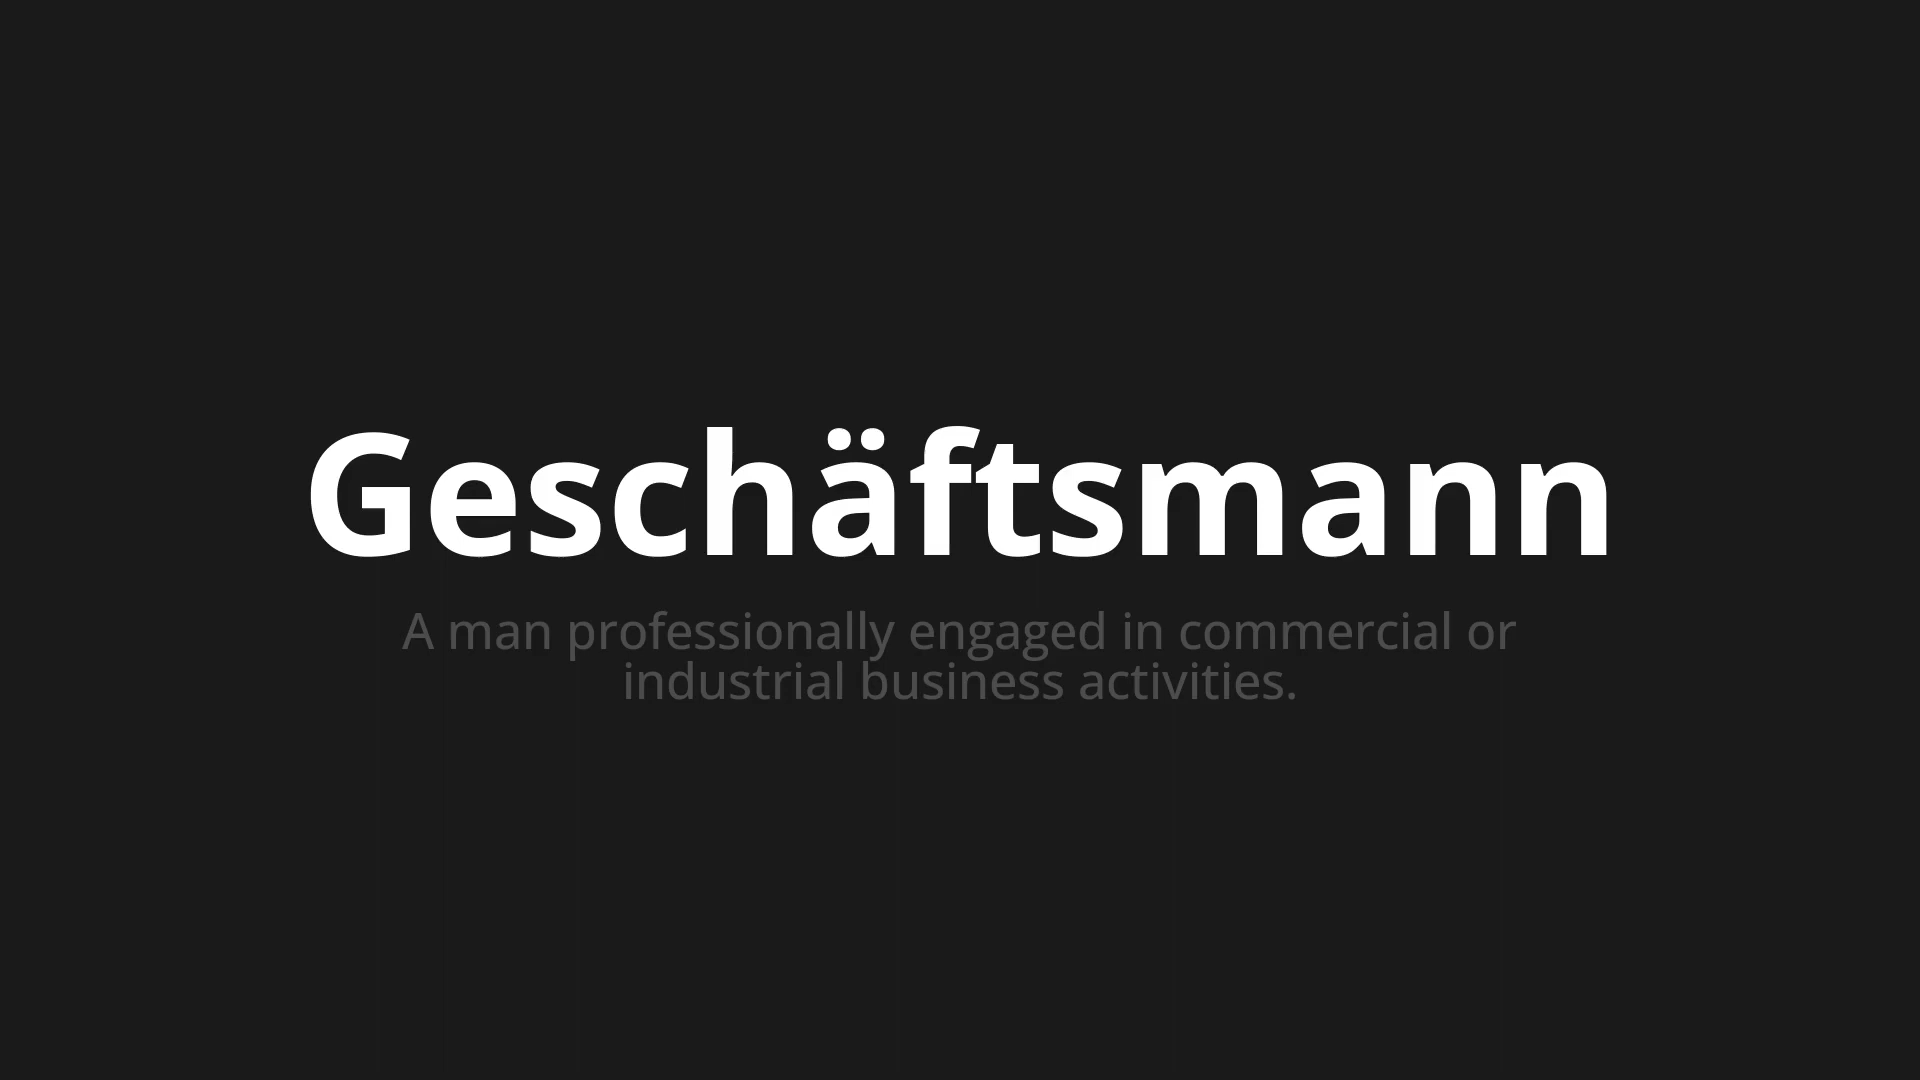 Geschäftsmann
A man professionally engaged in commercial or
industrial business activities.